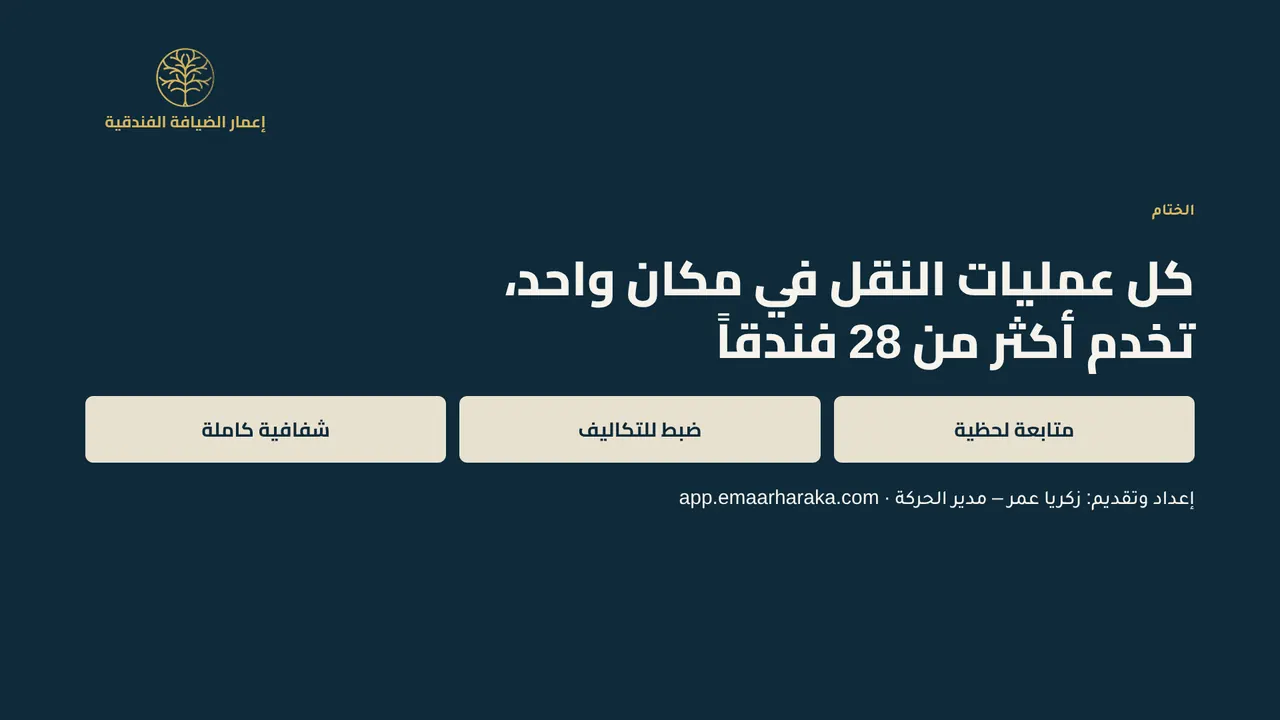 إعمار الضيافة الفندقية
الختام
كل عمليات النقل في مكان واحد،
تخدم أكثر من 28 فندقاً
متابعة لحظية
ضبط للتكاليف
شفافية كاملة
إعداد وتقديم: زكريا عمر – مدير الحركة · app.emaarharaka.com